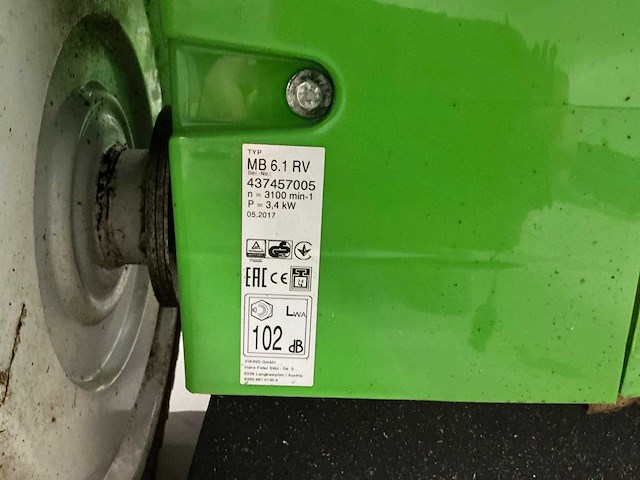 TYP
MB 6.1 RV
Ser.-No.:
437457005
n = 3100 min-1
P = 3,4 kW
05.2017
EAC CE
LWA
102 dB
VIKING GmbH
Hans Peter Stihl - Str. 5
6336 Langkampfen / Austria